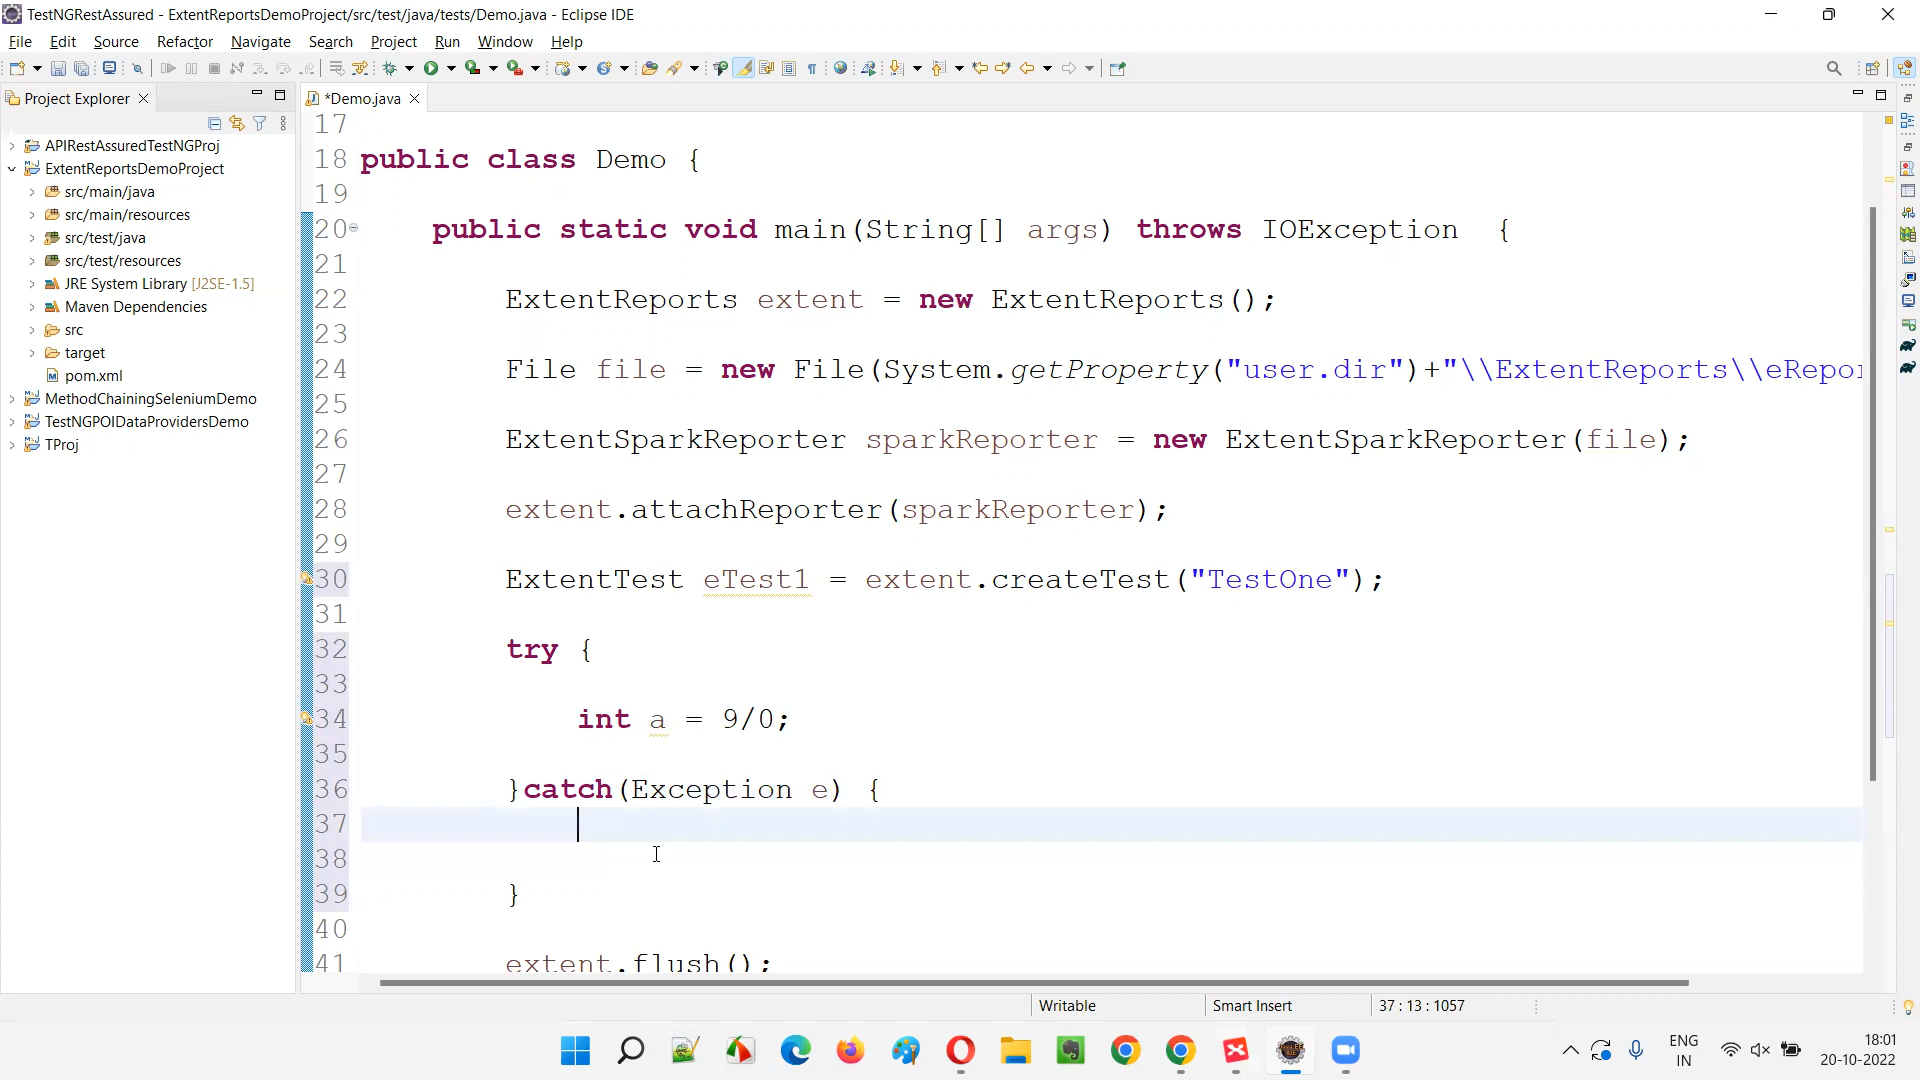 TestNGRestAssured - ExtentReportsDemoProject/src/test/java/tests/Demo.java - Eclipse IDE
File Edit Source Refactor Navigate Search Project Run Window Help
Project Explorer
APIRestAssuredTestNGProj
ExtentReportsDemoProject
src/main/java
src/main/resources
src/test/java
src/test/resources
JRE System Library [J2SE-1.5]
Maven Dependencies
src
target
pom.xml
MethodChainingSeleniumDemo
TestNGPOIDataProvidersDemo
TProj
*Demo.java
17
18 public class Demo {
19
20 public static void main(String[] args) throws IOException {
21
22 ExtentReports extent = new ExtentReports();
23
24 File file = new File(System.getProperty("user.dir")+"\\ExtentReports\\eRepor
25
26 ExtentSparkReporter sparkReporter = new ExtentSparkReporter(file);
27
28 extent.attachReporter(sparkReporter);
29
30 ExtentTest eTest1 = extent.createTest("TestOne");
31
32 try {
33
34 int a = 9/0;
35
36 }catch(Exception e) {
37
38
39 }
40
41 extent.flush();
Writable Smart Insert 37 : 13 : 1057
ENG
IN
18:01
20-10-2022